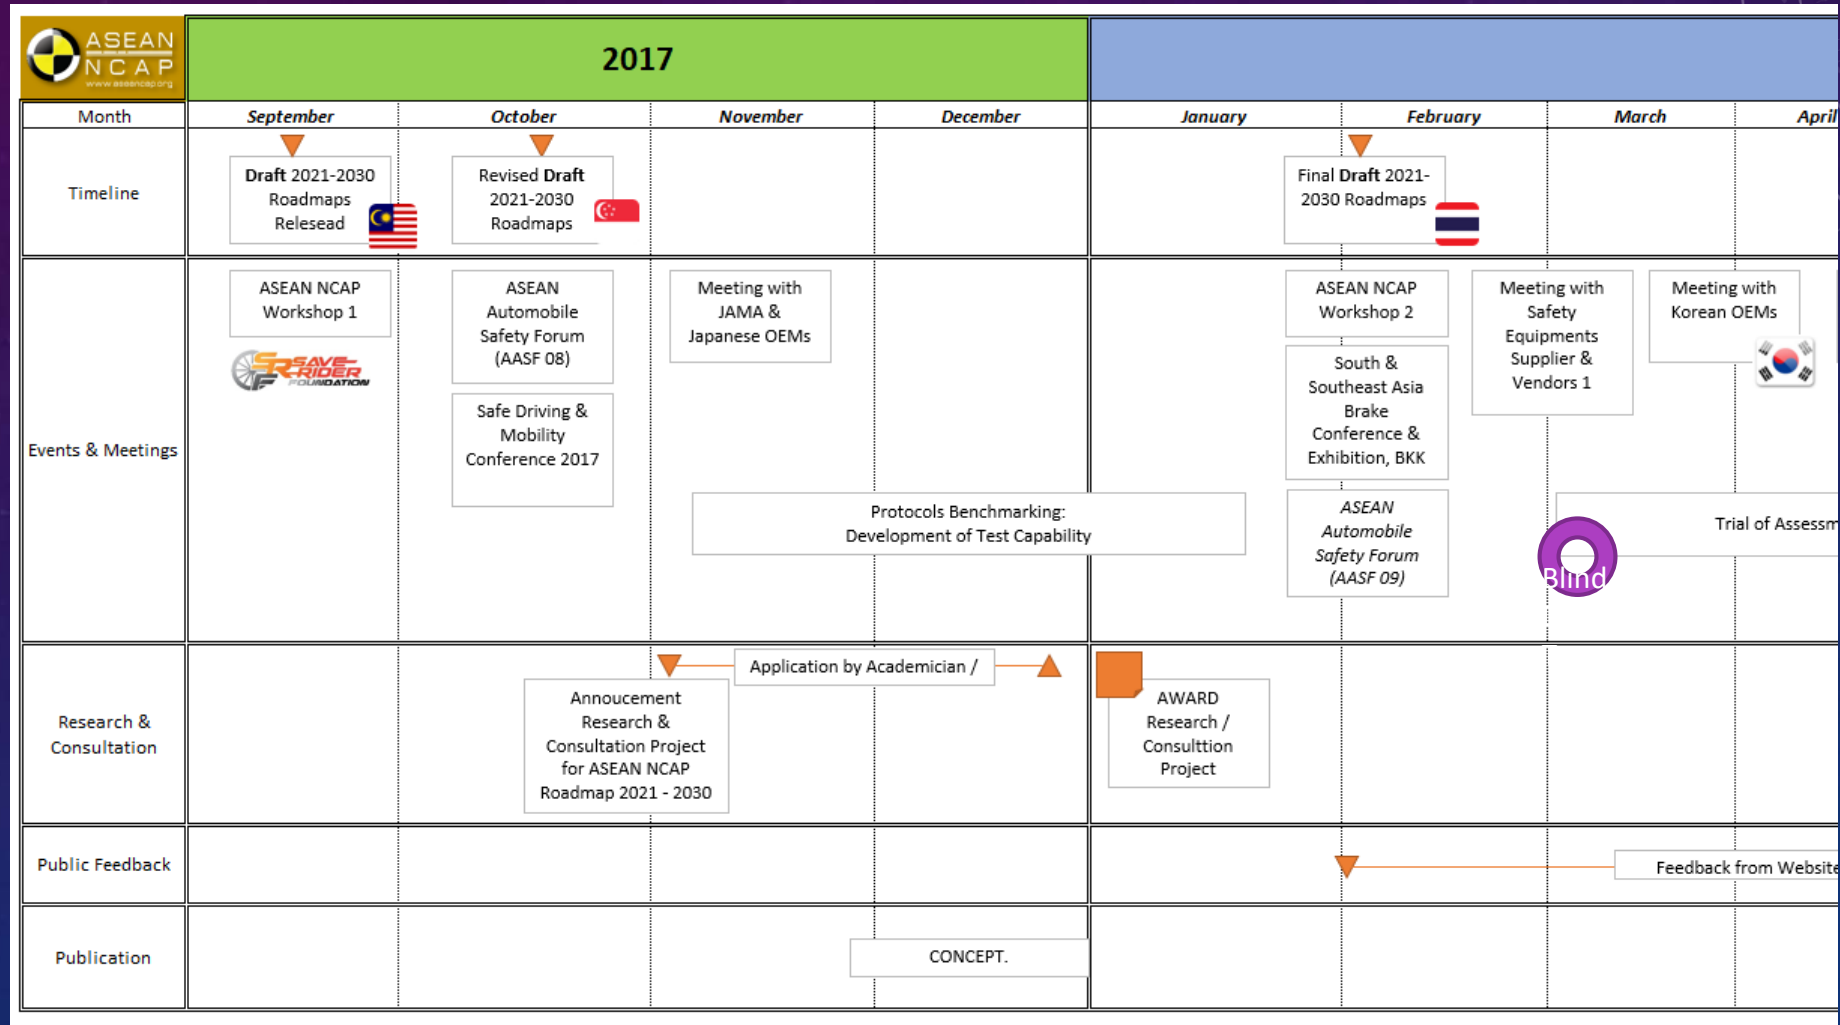 ASEAN
NCAP
www.aseancap.org
2017
Month
September
October
November
December
January
February
March
April
Timeline
Draft 2021-2030
Roadmaps
Relesead
Revised Draft
2021-2030
Roadmaps
Final Draft 2021-
2030 Roadmaps
Events & Meetings
ASEAN NCAP
Workshop 1
SAVE-
RIDER
FOUNDATION
ASEAN
Automobile
Safety Forum
(AASF 08)
Safe Driving &
Mobility
Conference 2017
Meeting with
JAMA &
Japanese OEMs
Protocols Benchmarking:
Development of Test Capability
ASEAN NCAP
Workshop 2
South &
Southeast Asia
Brake
Conference &
Exhibition, BKK
ASEAN
Automobile
Safety Forum
(AASF 09)
Meeting with
Safety
Equipments
Supplier &
Vendors 1
Meeting with
Korean OEMs
Trial of Assessm
Blind
Research &
Consultation
Application by Academician /
Annoucement
Research &
Consultation Project
for ASEAN NCAP
Roadmap 2021 - 2030
AWARD
Research /
Consulttion
Project
Public Feedback
Feedback from Website
Publication
CONCEPT.